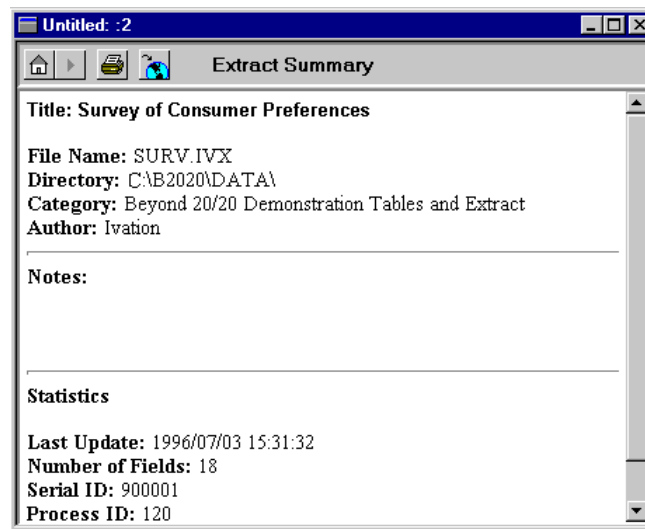 Untitled: :2
Extract Summary
Title: Survey of Consumer Preferences
File Name: SURV.IVX
Directory: C:\B2020\DATA\
Category: Beyond 20/20 Demonstration Tables and Extract
Author: Ivation
Notes:
Statistics
Last Update: 1996/07/03 15:31:32
Number of Fields: 18
Serial ID: 900001
Process ID: 120